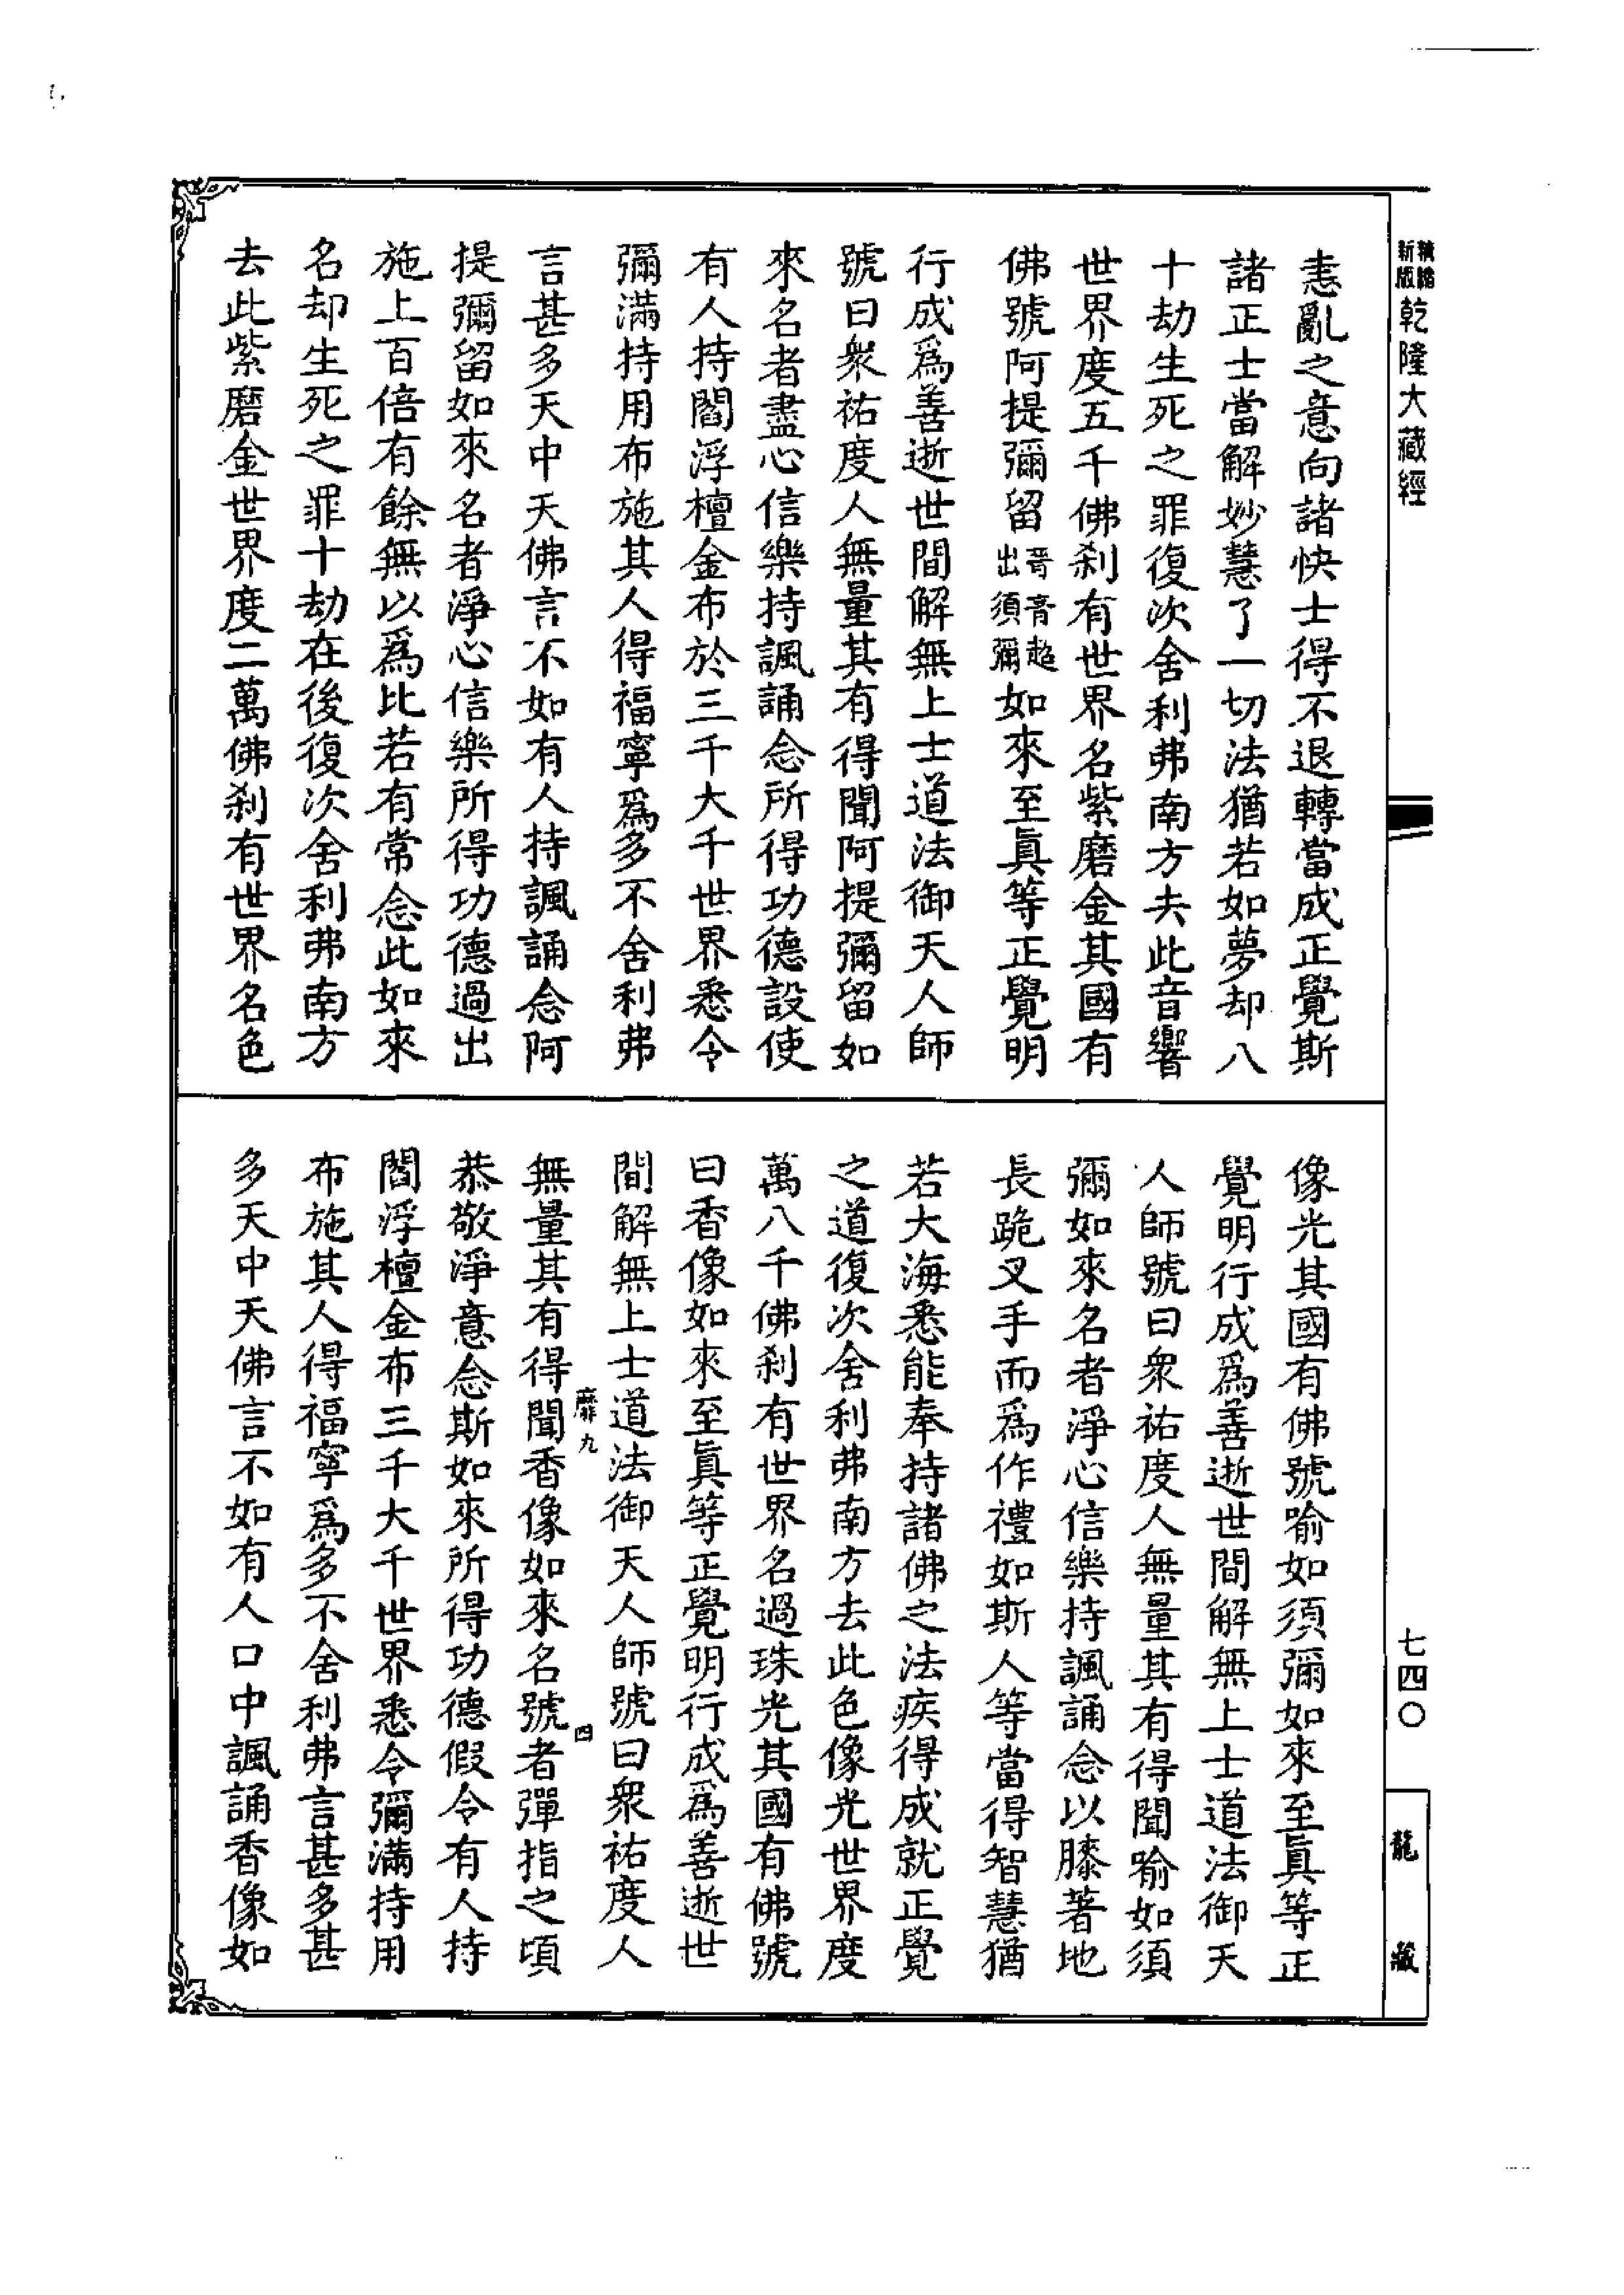 精縮新版乾隆大藏經
恚亂之意向諸快士得不退轉當成正覺斯
諸正士當解妙慧了一切法猶若如夢却八
十劫生死之罪復次舍利弗南方去此音響
世界度五千佛刹有世界名紫磨金其國有
佛號阿提彌留晉音超出須彌如來至眞等正覺明
行成爲善逝世間解無上士道法御天人師
號曰衆祐度人無量其有得聞阿提彌留如
來名者盡心信樂持諷誦念所得功德設使
有人持閻浮檀金布於三千大千世界悉令
彌滿持用布施其人得福寧爲多不舍利弗
言甚多天中天佛言不如有人持諷誦念阿
提彌留如來名者淨心信樂所得功德過出
施上百倍有餘無以爲比若有常念此如來
名却生死之罪十劫在後復次舍利弗南方
去此紫磨金世界度二萬佛刹有世界名色
像光其國有佛號喻如須彌如來至眞等正
覺明行成爲善逝世間解無上士道法御天
人師號曰衆祐度人無量其有得聞喻如須
彌如來名者淨心信樂持諷誦念以膝著地
長跪叉手而爲作禮如斯人等當得智慧猶
若大海悉能奉持諸佛之法疾得成就正覺
之道復次舍利弗南方去此色像光世界度
萬八千佛刹有世界名過珠光其國有佛號
曰香像如來至眞等正覺明行成爲善逝世
間解無上士道法御天人師號曰衆祐度人
靡九 四
無量其有得聞香像如來名號者彈指之頃
恭敬淨意念斯如來所得功德假令有人持
閻浮檀金布三千大千世界悉令彌滿持用
布施其人得福寧爲多不舍利弗言甚多甚
多天中天佛言不如有人口中諷誦香像如
七四〇
龍藏